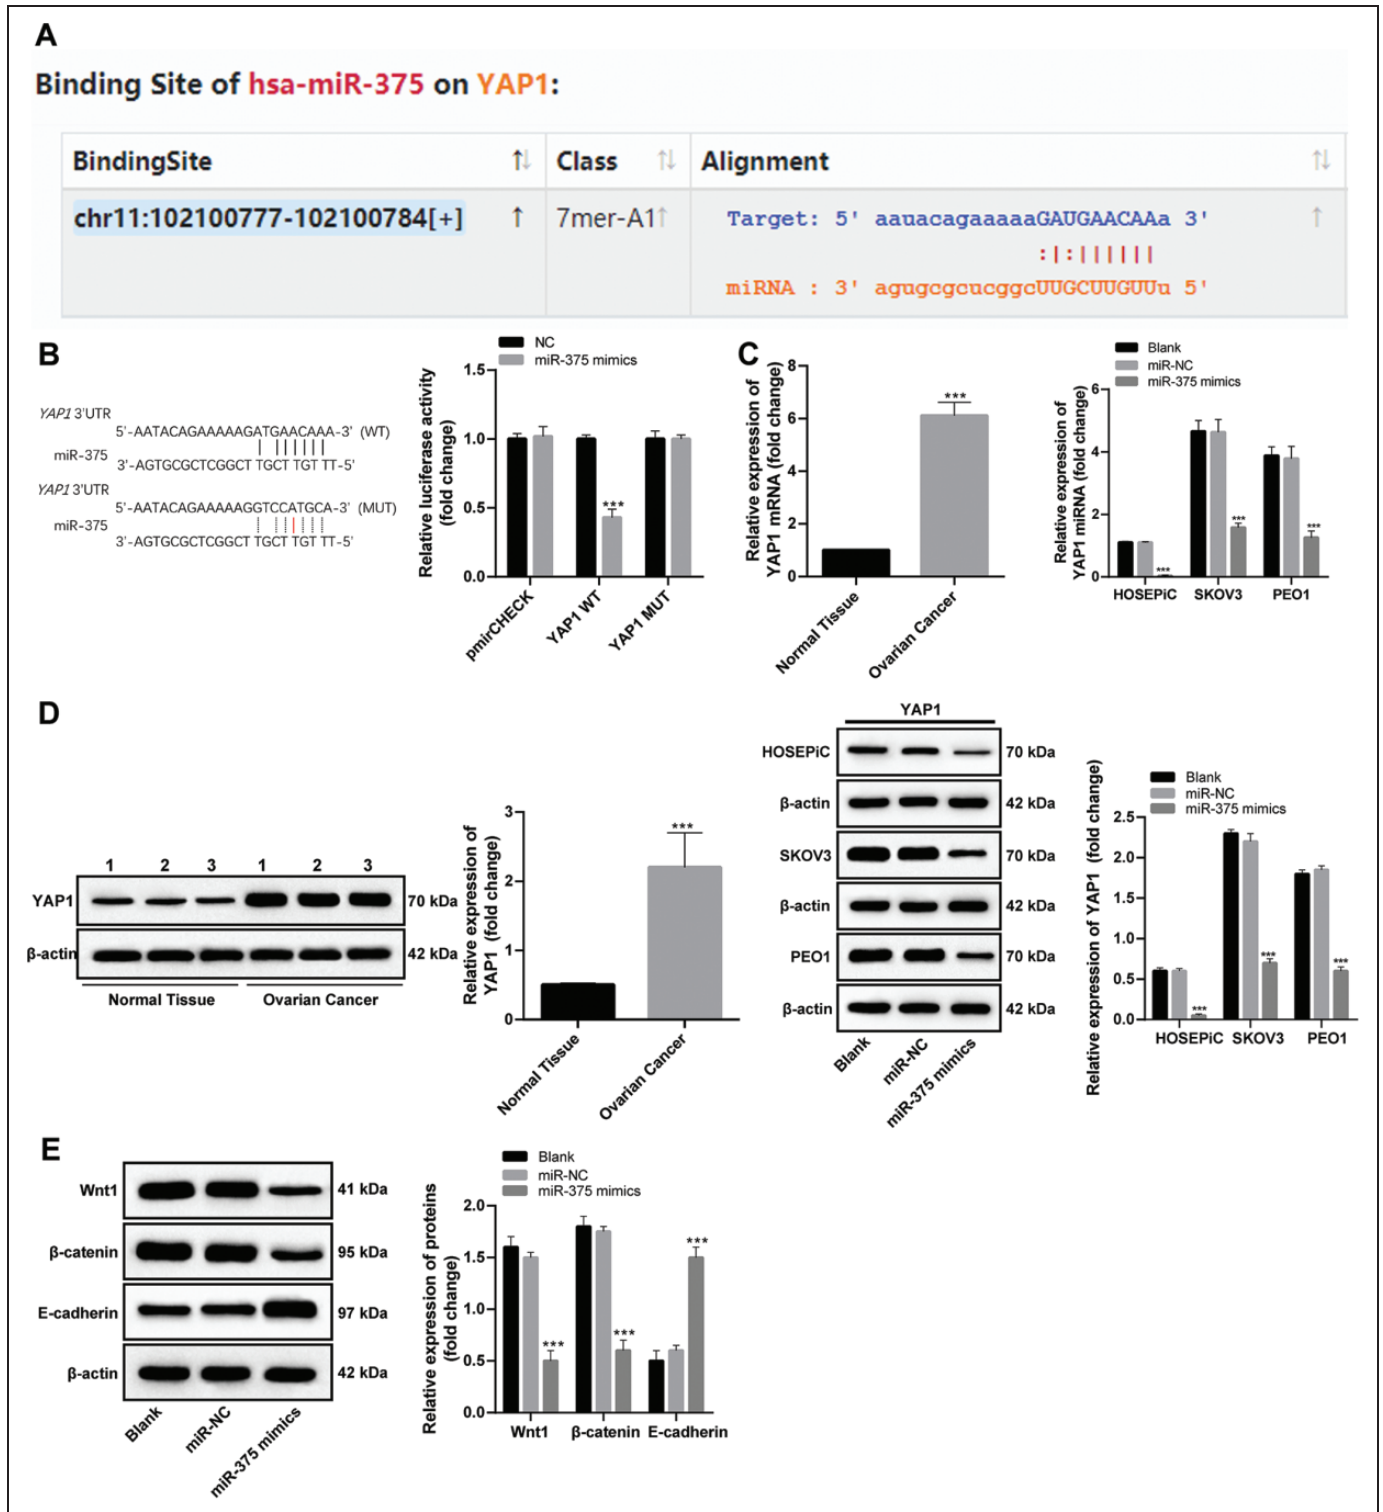 A
Binding Site of hsa-miR-375 on YAP1:
BindingSite ↑↓ Class ↑↓ Alignment ↑↓
chr11:102100777-102100784[+] ↑ 7mer-A1↑ Target: 5' aauacagaaaaaGAUGAACAAa 3' ↑
:|:||||||
miRNA : 3' agugcgcucggcUUGCUUGUUu 5'
B
YAP1 3'UTR
5'-AATACAGAAAAAGATGAACAAA-3' (WT)
miR-375
3'-AGTGCGCTCGGCT TGCT TGT TT-5'
YAP1 3'UTR
5'-AATACAGAAAAAGGTCCATGCA-3' (MUT)
miR-375
3'-AGTGCGCTCGGCT TGCT TGT TT-5'
NC
miR-375 mimics
Relative luciferase activity
(fold change)
1.5
1.0
0.5
0.0
pmirCHECK
YAP1 WT
YAP1 MUT
***
C
Relative expression of
YAP1 mRNA (fold change)
8
6
4
2
0
***
Normal Tissue
Ovarian Cancer
Blank
miR-NC
miR-375 mimics
Relative expression of
YAP1 miRNA (fold change)
6
4
2
0
*** *** ***
HOSEPiC SKOV3 PEO1
D
1 2 3 1 2 3
YAP1 70 kDa
β-actin 42 kDa
Normal Tissue Ovarian Cancer
Relative expression of
YAP1 (fold change)
3
2
1
0
***
Normal Tissue
Ovarian Cancer
YAP1
HOSEPiC 70 kDa
β-actin 42 kDa
SKOV3 70 kDa
β-actin 42 kDa
PEO1 70 kDa
β-actin 42 kDa
Blank
miR-NC
miR-375 mimics
Blank
miR-NC
miR-375 mimics
Relative expression of YAP1 (fold change)
2.5
2.0
1.5
1.0
0.5
0.0
*** *** ***
HOSEPiC SKOV3 PEO1
E
Wnt1 41 kDa
β-catenin 95 kDa
E-cadherin 97 kDa
β-actin 42 kDa
Blank
miR-NC
miR-375 mimics
Blank
miR-NC
miR-375 mimics
Relative expression of proteins
(fold change)
2.0
1.5
1.0
0.5
0.0
*** *** ***
Wnt1 β-catenin E-cadherin